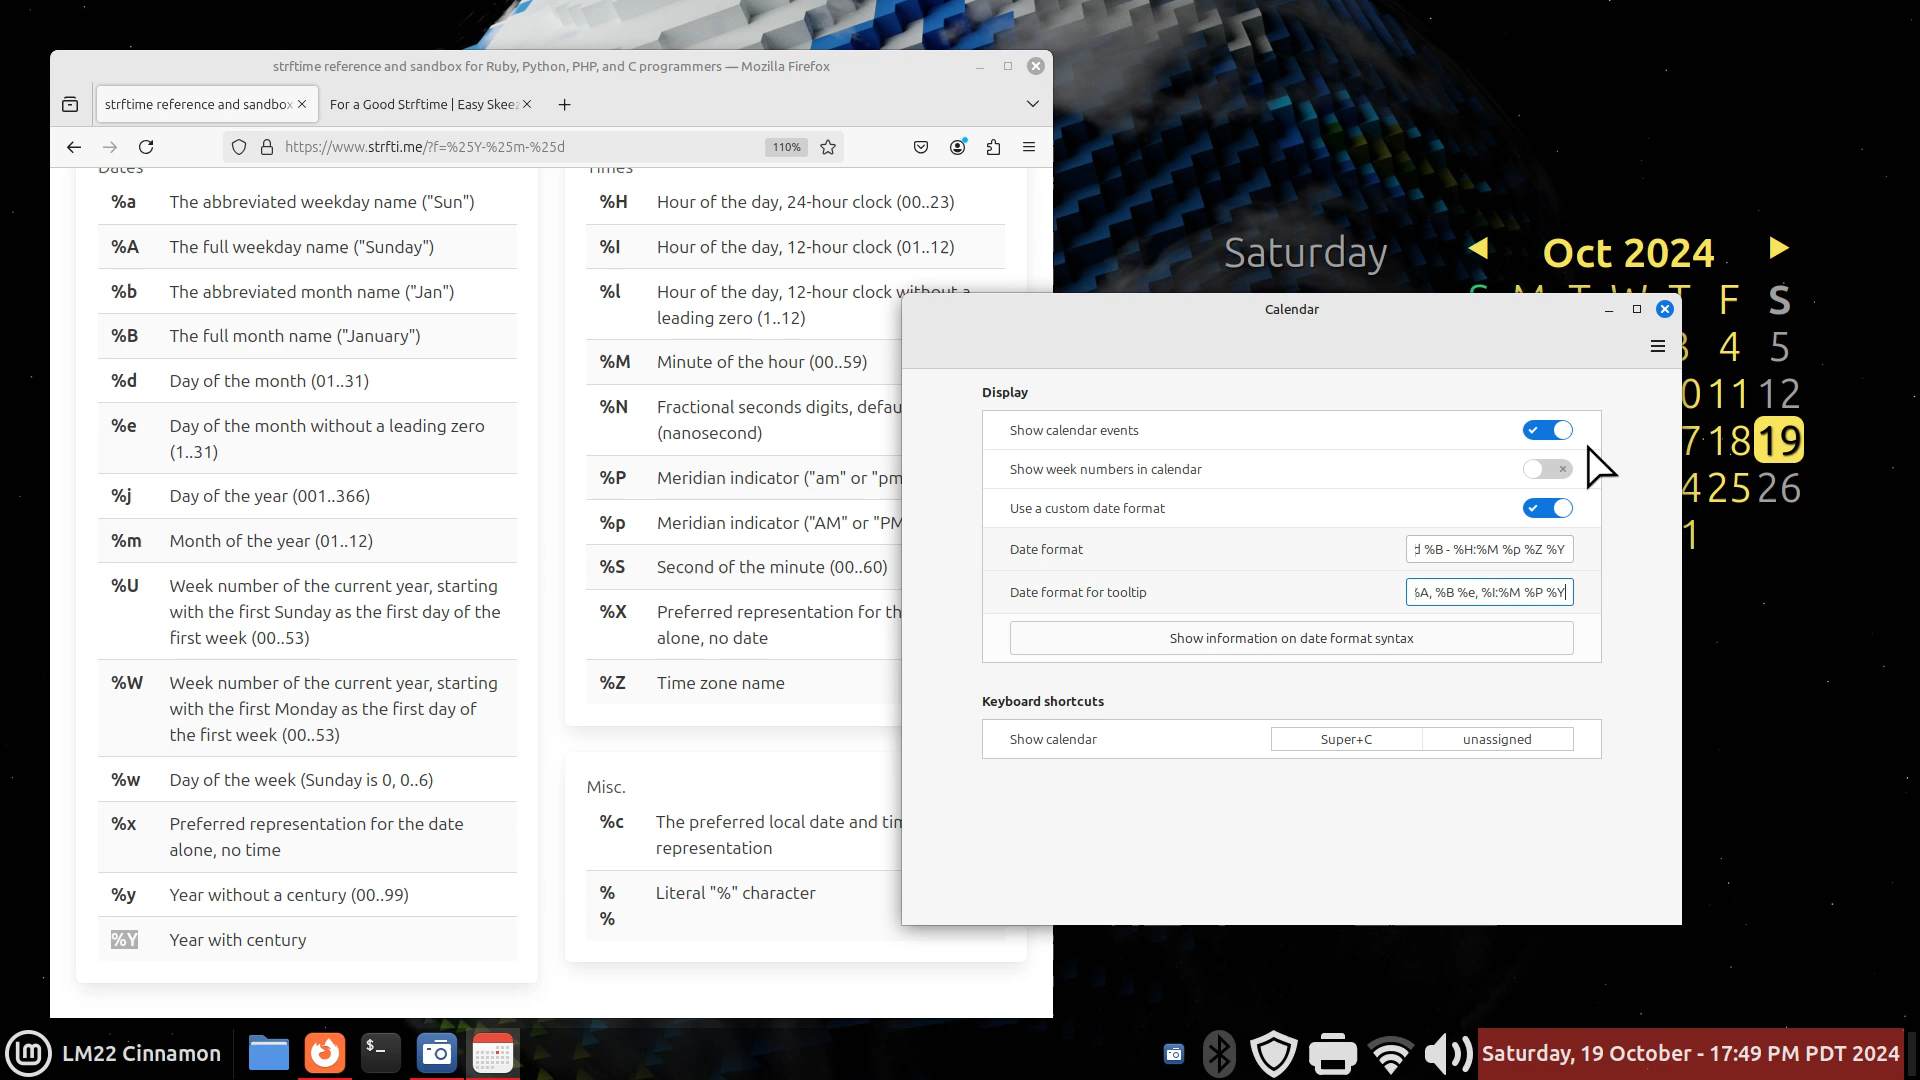 strftime reference and sandbox for Ruby, Python, PHP, and C programmers — Mozilla Firefox
strftime reference and sandbox
For a Good Strftime | Easy Skee
https://www.strfti.me/?f=%25Y-%25m-%25d
110%
Dates
%a The abbreviated weekday name ("Sun")
%A The full weekday name ("Sunday")
%b The abbreviated month name ("Jan")
%B The full month name ("January")
%d Day of the month (01..31)
%e Day of the month without a leading zero
(1..31)
%j Day of the year (001..366)
%m Month of the year (01..12)
%U Week number of the current year, starting
with the first Sunday as the first day of the
first week (00..53)
%W Week number of the current year, starting
with the first Monday as the first day of
the first week (00..53)
%w Day of the week (Sunday is 0, 0..6)
%x Preferred representation for the date
alone, no time
%y Year without a century (00..99)
%Y Year with century
Times
%H Hour of the day, 24-hour clock (00..23)
%I Hour of the day, 12-hour clock (01..12)
%l Hour of the day, 12-hour clock without a
leading zero (1..12)
%M Minute of the hour (00..59)
%N Fractional seconds digits, defau
(nanosecond)
%P Meridian indicator ("am" or "pm
%p Meridian indicator ("AM" or "PM
%S Second of the minute (00..60)
%X Preferred representation for th
alone, no date
%Z Time zone name
Misc.
%c The preferred local date and tim
representation
% Literal "%" character
%
Calendar
Display
Show calendar events
Show week numbers in calendar
Use a custom date format
Date format d %B - %H:%M %p %Z %Y
Date format for tooltip %A, %B %e, %I:%M %P %Y
Show information on date format syntax
Keyboard shortcuts
Show calendar Super+C unassigned
Saturday
Oct 2024
S M T W T F S
3 4 5
0 11 12
7 18 19
4 25 26
1
LM22 Cinnamon
$-
Saturday, 19 October - 17:49 PM PDT 2024